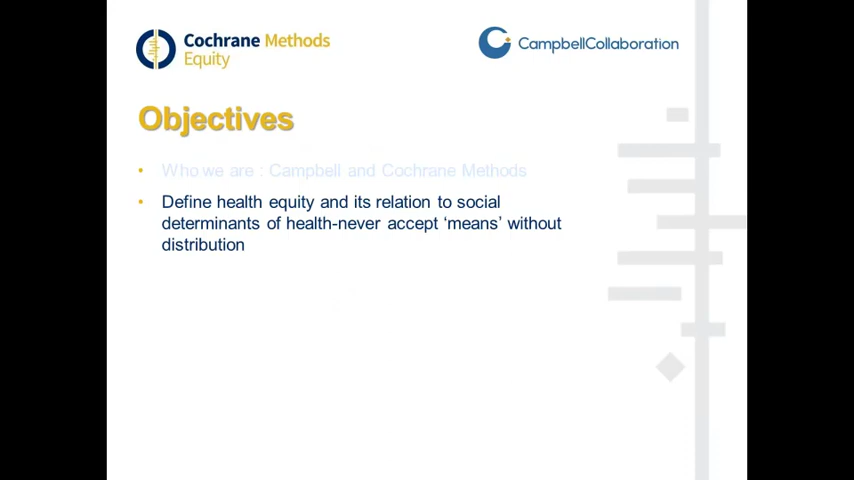 Cochrane Methods
Equity
CampbellCollaboration
Objectives
• Who we are : Campbell and Cochrane Methods
• Define health equity and its relation to social
determinants of health-never accept ‘means’ without
distribution